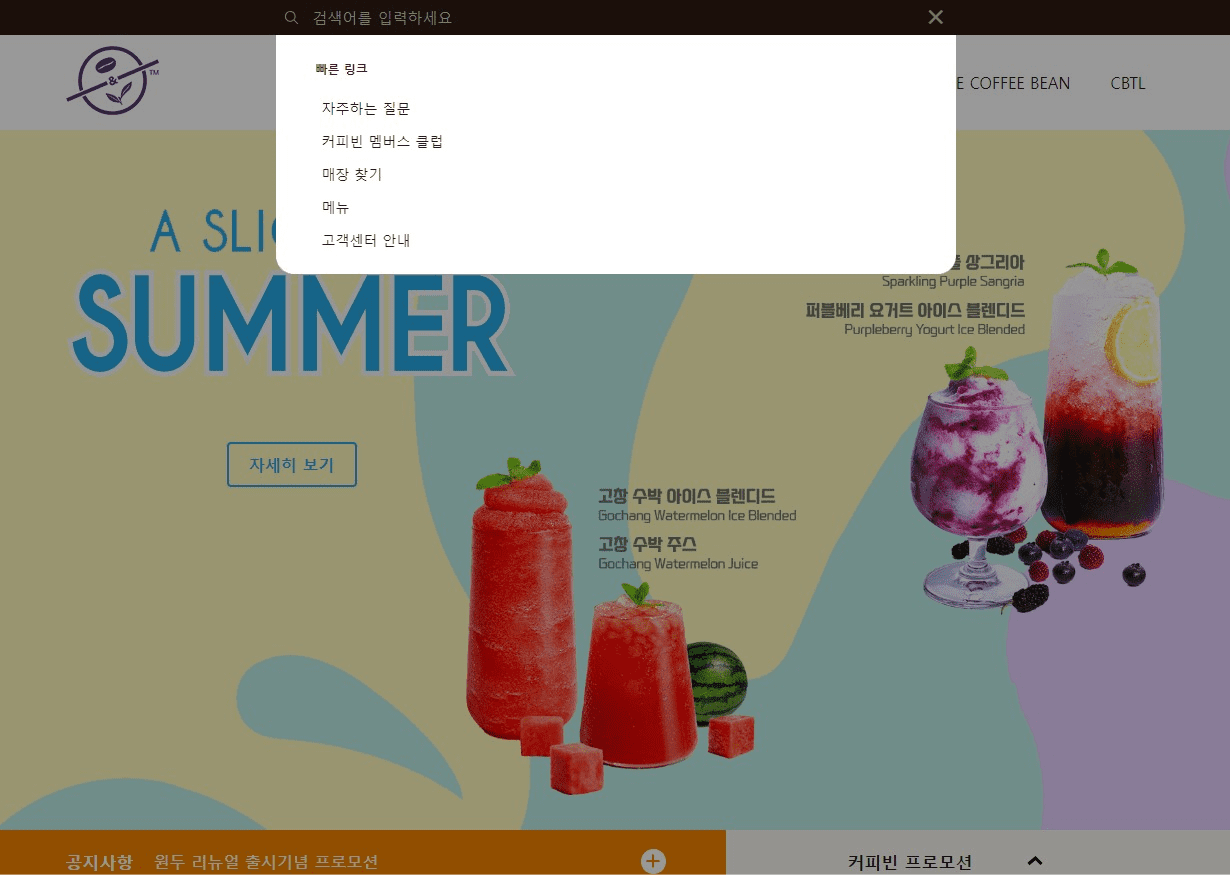 검색어를 입력하세요
&
TM
빠른 링크
자주하는 질문
커피빈 멤버스 클럽
매장 찾기
메뉴
고객센터 안내
E COFFEE BEAN
CBTL
A SLI
SUMMER
자세히 보기
상그리아
Sparkling Purple Sangria
퍼플베리 요거트 아이스 블렌디드
Purpleberry Yogurt Ice Blended
고창 수박 아이스 블렌디드
Gochang Watermelon Ice Blended
고창 수박 주스
Gochang Watermelon Juice
공지사항 원두 리뉴얼 출시기념 프로모션
커피빈 프로모션